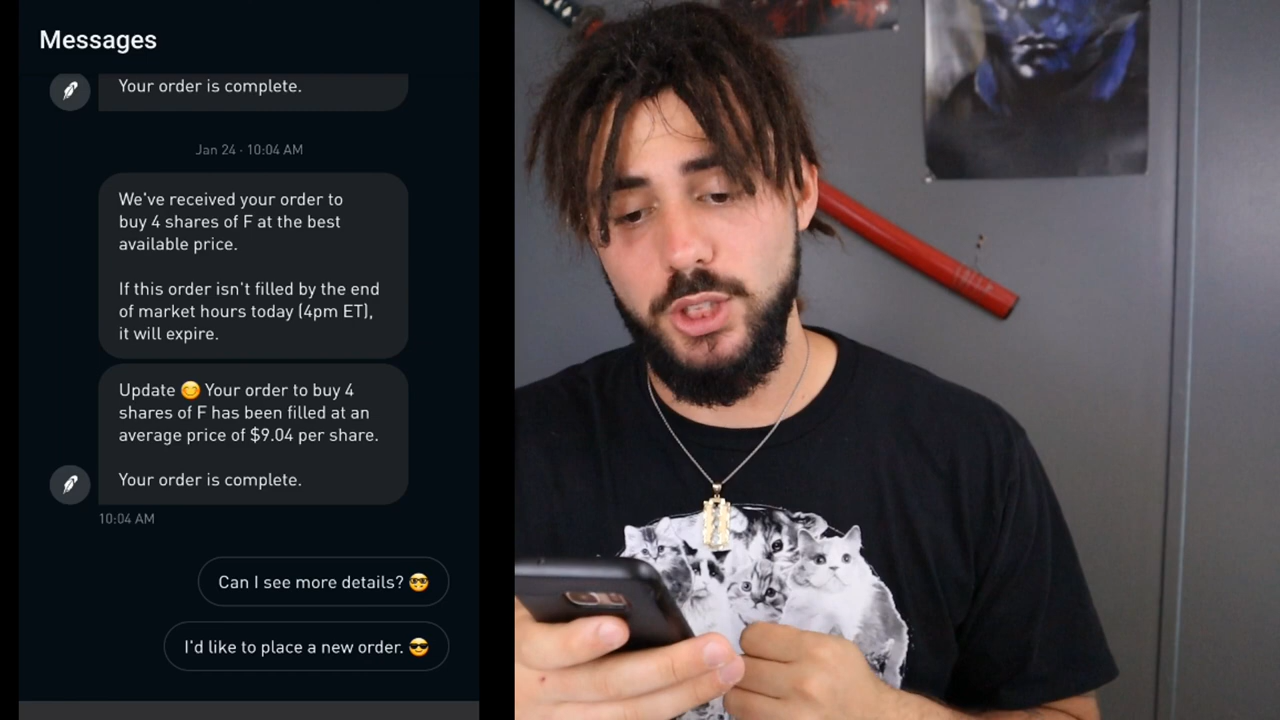 Messages
Your order is complete.
Jan 24 · 10:04 AM
We've received your order to
buy 4 shares of F at the best
available price.
If this order isn't filled by the end
of market hours today (4pm ET),
it will expire.
Update 😊 Your order to buy 4
shares of F has been filled at an
average price of $9.04 per share.
Your order is complete.
10:04 AM
Can I see more details? 🤓
I'd like to place a new order. 😎